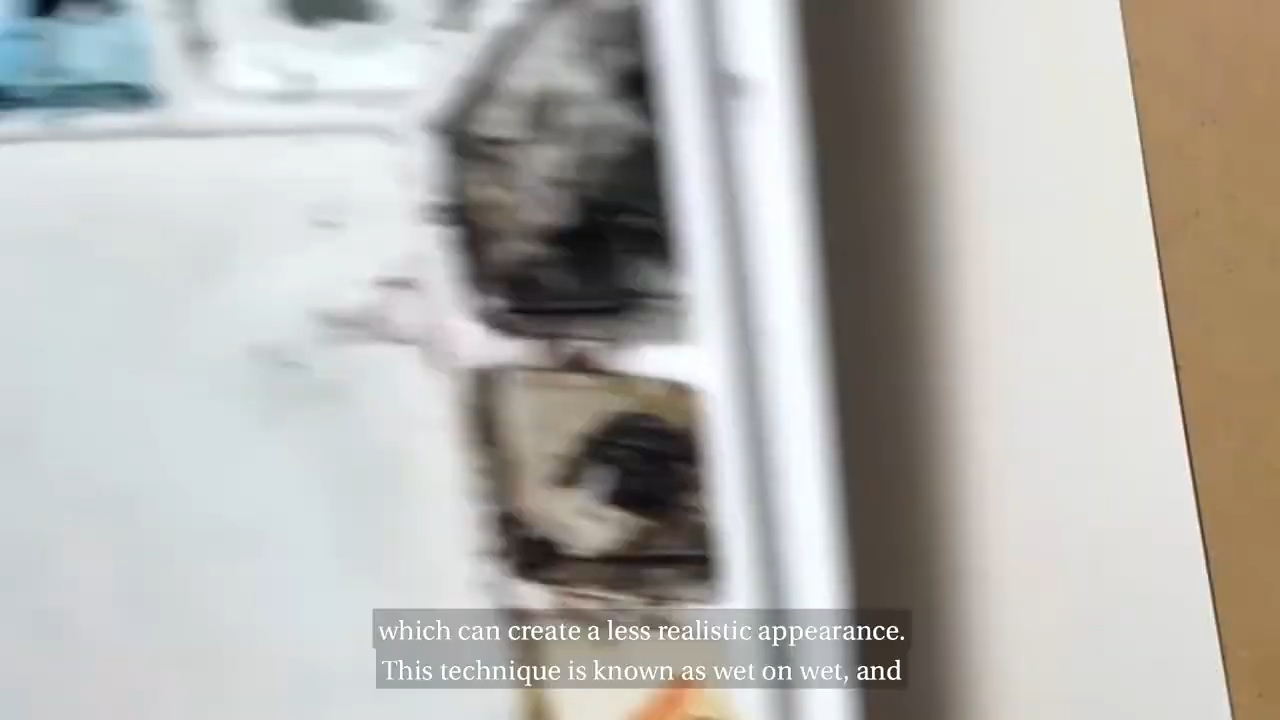 which can create a less realistic appearance.
This technique is known as wet on wet, and